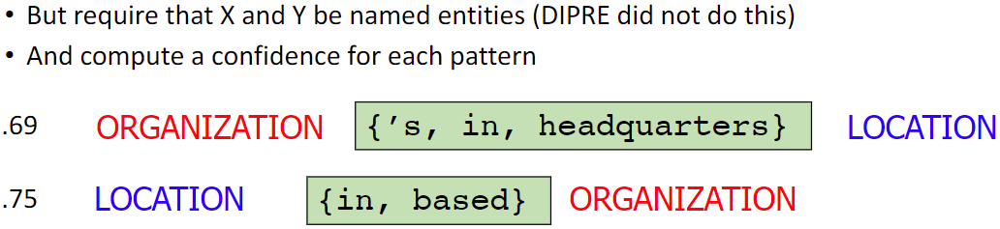 • But require that X and Y be named entities (DIPRE did not do this)
• And compute a confidence for each pattern
.69 ORGANIZATION {’s, in, headquarters} LOCATION
.75 LOCATION {in, based} ORGANIZATION